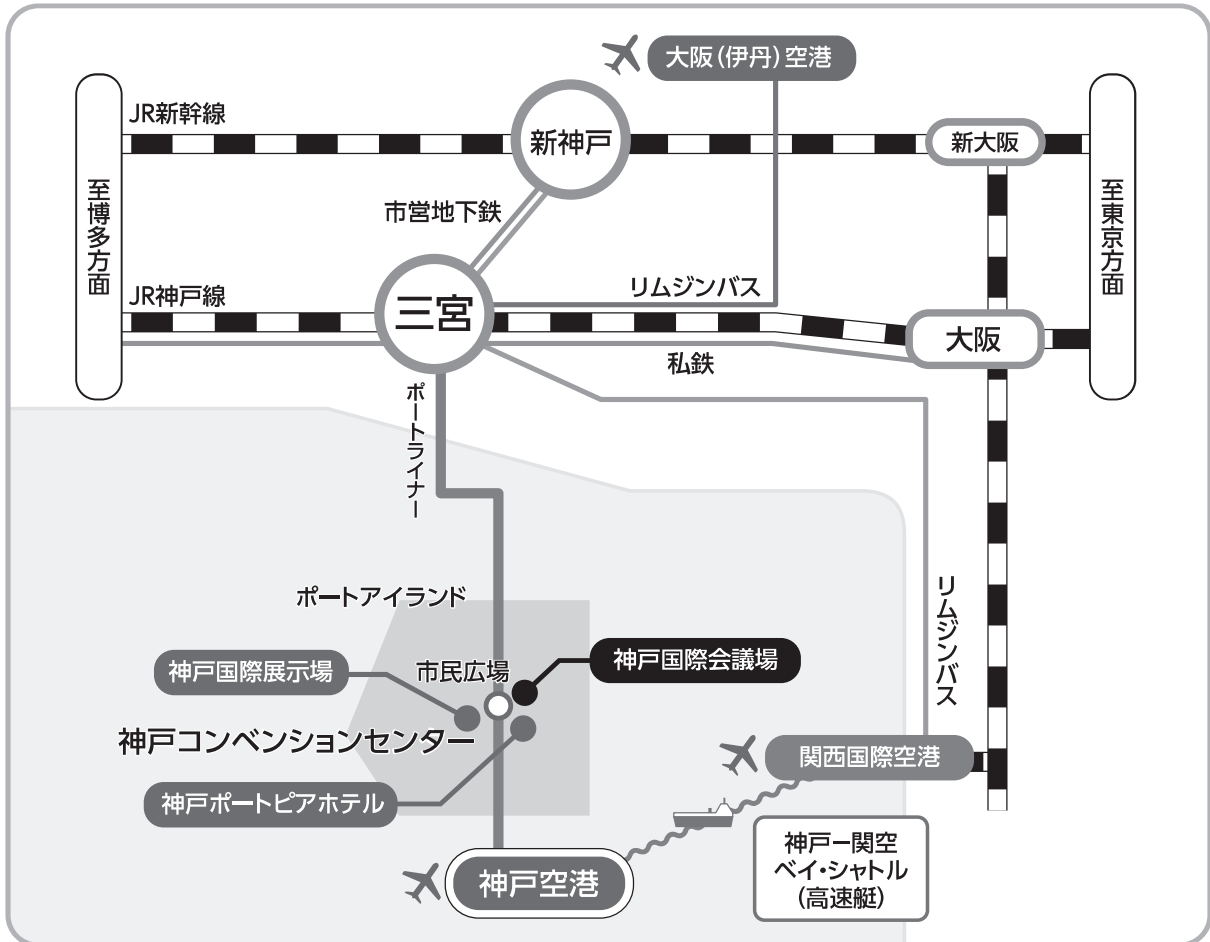 大阪（伊丹）空港
JR新幹線
新神戸
新大阪
至博多方面
市営地下鉄
至東京方面
JR神戸線
三宮
リムジンバス
大阪
私鉄
ポートライナー
ポートアイランド
リムジンバス
神戸国際展示場
市民広場
神戸国際会議場
神戸コンベンションセンター
関西国際空港
神戸ポートピアホテル
神戸ー関空
ベイ・シャトル
(高速艇)
神戸空港